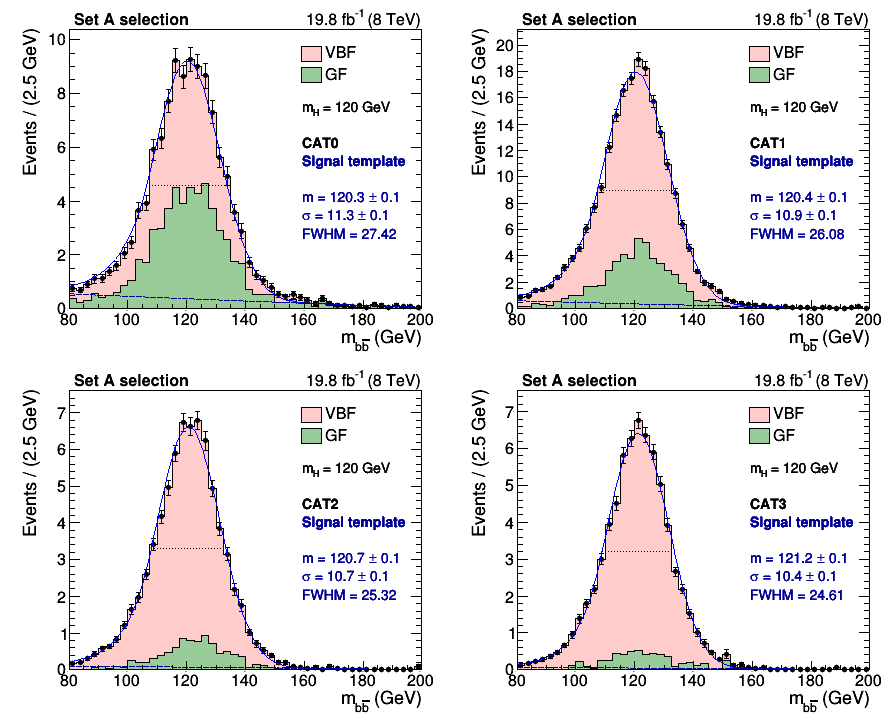 Set A selection 19.8 fb⁻¹ (8 TeV)
Events / (2.5 GeV)
10
8
6
4
2
0
VBF
GF
m_H = 120 GeV
CAT0
Signal template
m = 120.3 ± 0.1
σ = 11.3 ± 0.1
FWHM = 27.42
80 100 120 140 160 180 200
m_bb̅ (GeV)
Set A selection 19.8 fb⁻¹ (8 TeV)
Events / (2.5 GeV)
20
18
16
14
12
10
8
6
4
2
0
VBF
GF
m_H = 120 GeV
CAT1
Signal template
m = 120.4 ± 0.1
σ = 10.9 ± 0.1
FWHM = 26.08
80 100 120 140 160 180 200
m_bb̅ (GeV)
Set A selection 19.8 fb⁻¹ (8 TeV)
Events / (2.5 GeV)
7
6
5
4
3
2
1
0
VBF
GF
m_H = 120 GeV
CAT2
Signal template
m = 120.7 ± 0.1
σ = 10.7 ± 0.1
FWHM = 25.32
80 100 120 140 160 180 200
m_bb̅ (GeV)
Set A selection 19.8 fb⁻¹ (8 TeV)
Events / (2.5 GeV)
7
6
5
4
3
2
1
0
VBF
GF
m_H = 120 GeV
CAT3
Signal template
m = 121.2 ± 0.1
σ = 10.4 ± 0.1
FWHM = 24.61
80 100 120 140 160 180 200
m_bb̅ (GeV)